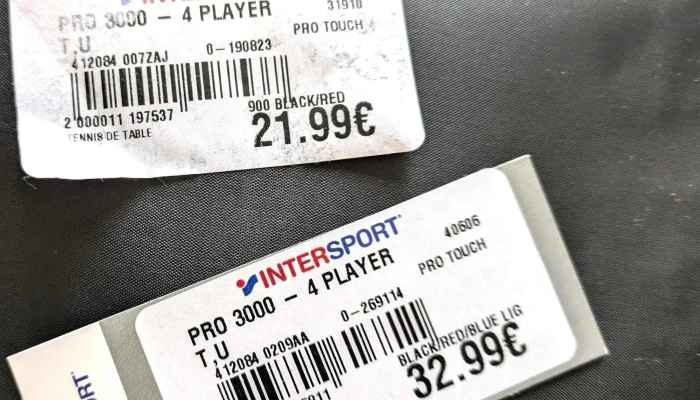 31910
PRO 3000 - 4 PLAYER
PRO TOUCH
T,U
412084 007ZAJ 0-190823
900 BLACK/RED
2 000011 197537
21.99€
TENNIS DE TABLE
INTERSPORT
40606
PRO 3000 - 4 PLAYER
PRO TOUCH
T,U
412084 0209AA 0-269114
BLACK/RED/BLUE LIG
32.99€